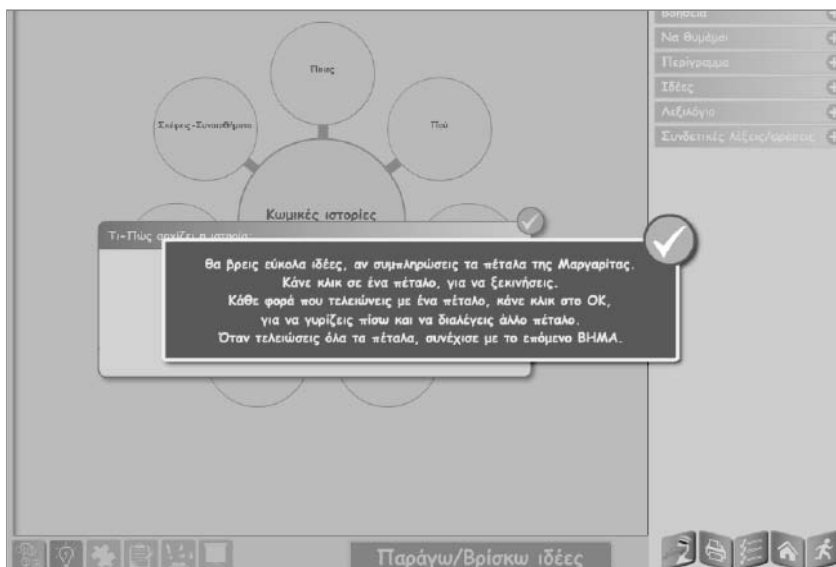 Βοήθεια
Να θυμάμαι
Περίγραμμα
Ιδέες
Λεξιλόγιο
Συνδετικές λέξεις/φράσεις
Ποιος
Σκέψεις-Συναισθήματα
Πού
Κωμικές ιστορίες
Τι-Πώς αρχίζει η ιστορία;
Θα βρεις εύκολα ιδέες, αν συμπληρώσεις τα πέταλα της Μαργαρίτας.
Κάνε κλικ σε ένα πέταλο, για να ξεκινήσεις.
Κάθε φορά που τελειώνεις με ένα πέταλο, κάνε κλικ στο ΟΚ,
για να γυρίζεις πίσω και να διαλέγεις άλλο πέταλο.
Όταν τελειώσεις όλα τα πέταλα, συνέχισε με το επόμενο ΒΗΜΑ.
Παράγω/Βρίσκω ιδέες